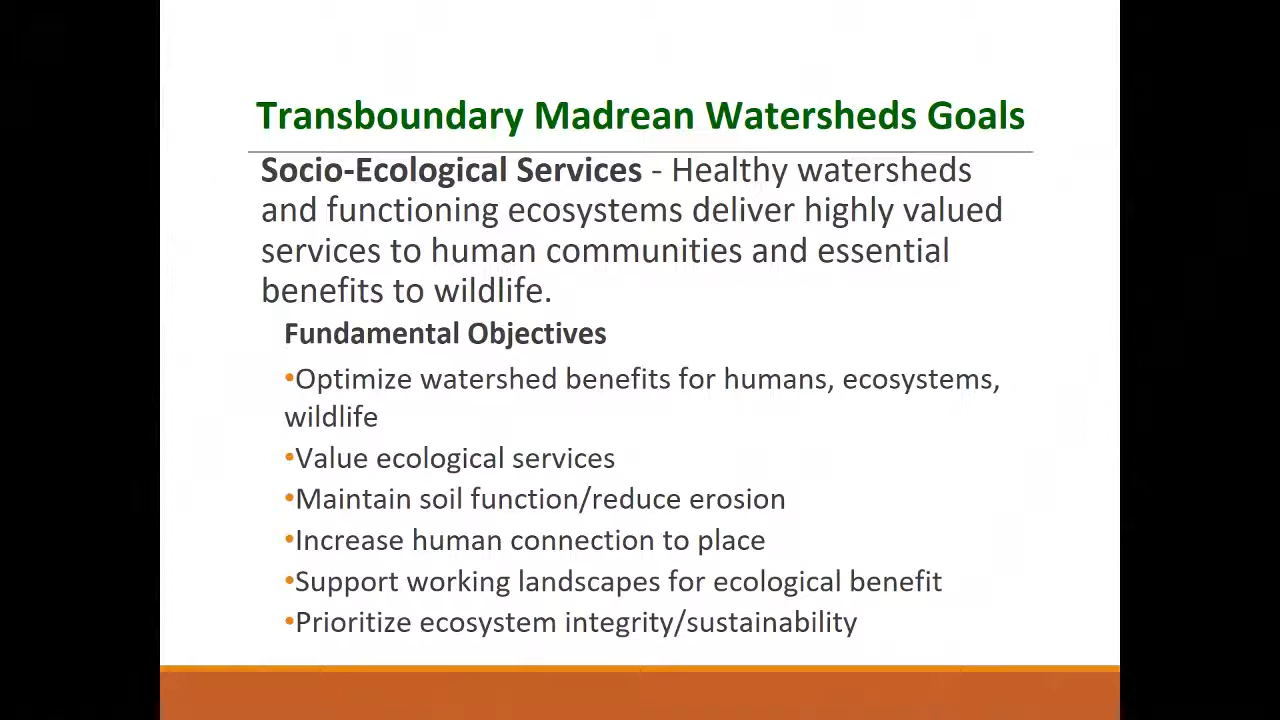 Transboundary Madrean Watersheds Goals
Socio-Ecological Services - Healthy watersheds
and functioning ecosystems deliver highly valued
services to human communities and essential
benefits to wildlife.
Fundamental Objectives
•Optimize watershed benefits for humans, ecosystems,
wildlife
•Value ecological services
•Maintain soil function/reduce erosion
•Increase human connection to place
•Support working landscapes for ecological benefit
•Prioritize ecosystem integrity/sustainability